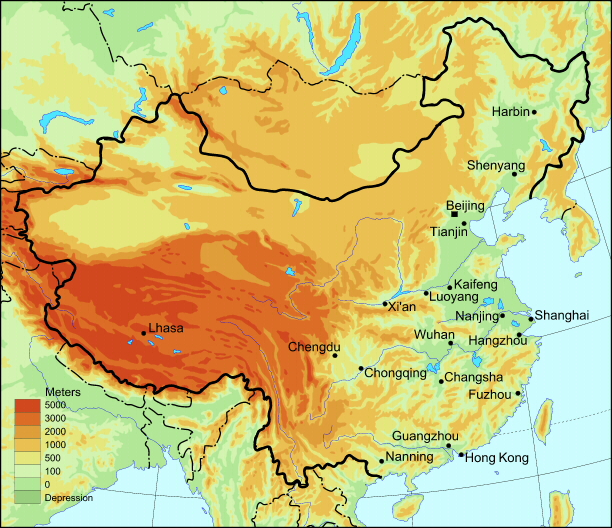 Harbin
Shenyang
Beijing
Tianjin
Kaifeng
Luoyang
Xi'an
Nanjing
Shanghai
Lhasa
Wuhan
Hangzhou
Chengdu
Chongqing
Changsha
Fuzhou
Meters
5000
3000
2000
1000
500
100
0
Depression
Guangzhou
Nanning
Hong Kong